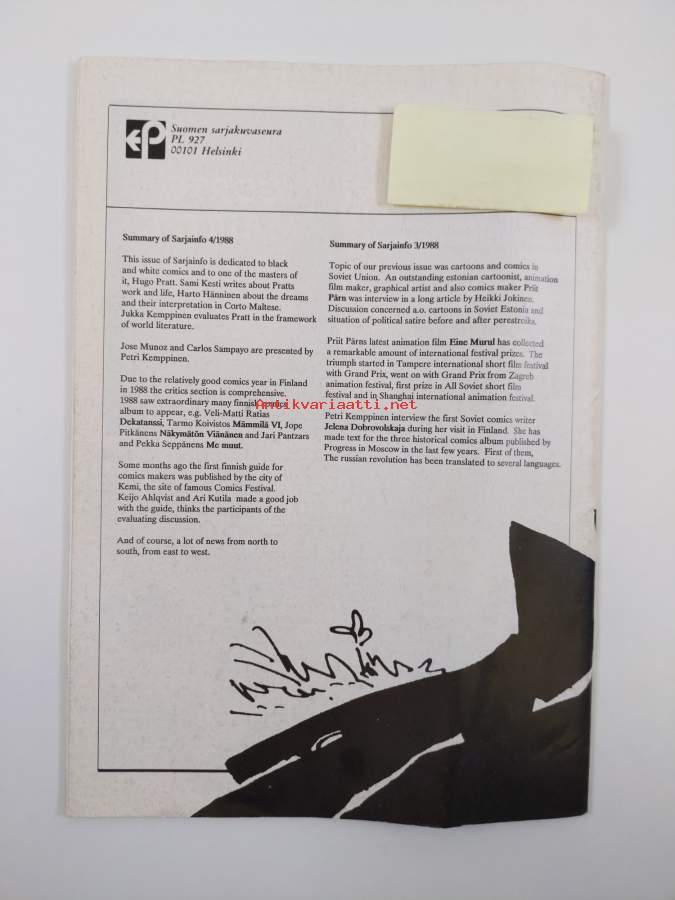 Suomen sarjakuvaseura
PL 927
00101 Helsinki
Summary of Sarjainfo 4/1988
This issue of Sarjainfo is dedicated to black
and white comics and to one of the masters of
it, Hugo Pratt. Sami Kesti writes about Pratts
work and life, Harto Hänninen about the dreams
and their interpretation in Corto Maltese.
Jukka Kemppinen evaluates Pratt in the framework
of world literature.
Jose Munoz and Carlos Sampayo are presented by
Petri Kemppinen.
Due to the relatively good comics year in Finland
in 1988 the critics section is comprehensive.
1988 saw extraordinary many finnish comics
album to appear, e.g. Veli-Matti Ratias
Dekatanssi, Tarmo Koivistos Mämmilä VI, Jope
Pitkänens Näkymätön Viänänen and Jari Pantzars
and Pekka Seppänens Me muut.
Some months ago the first finnish guide for
comics makers was published by the city of
Kemi, the site of famous Comics Festival.
Keijo Ahlqvist and Ari Kutila made a good job
with the guide, thinks the participants of the
evaluating discussion.
And of course, a lot of news from north to
south, from east to west.
Summary of Sarjainfo 3/1988
Topic of our previous issue was cartoons and comics in
Soviet Union. An outstanding estonian cartoonist, animation
film maker, graphical artist and also comics maker Priit
Pärn was interview in a long article by Heikki Jokinen.
Discussion concerned a.o. cartoons in Soviet Estonia and
situation of political satire before and after perestroika.
Priit Pärns latest animation film Eine Murul has collected
a remarkable amount of international festival prizes. The
triumph started in Tampere international short film festival
with Grand Prix, went on with Grand Prix from Zagreb
animation festival, first prize in All Soviet short film
festival and in Shanghai international animation festival.
Petri Kemppinen interview the first Soviet comics writer
Jelena Dobrovolskaja during her visit in Finland. She has
made text for the three historical comics album published by
Progress in Moscow in the last few years. First of them,
The russian revolution has been translated to several languages.
Antikvariaatti.net